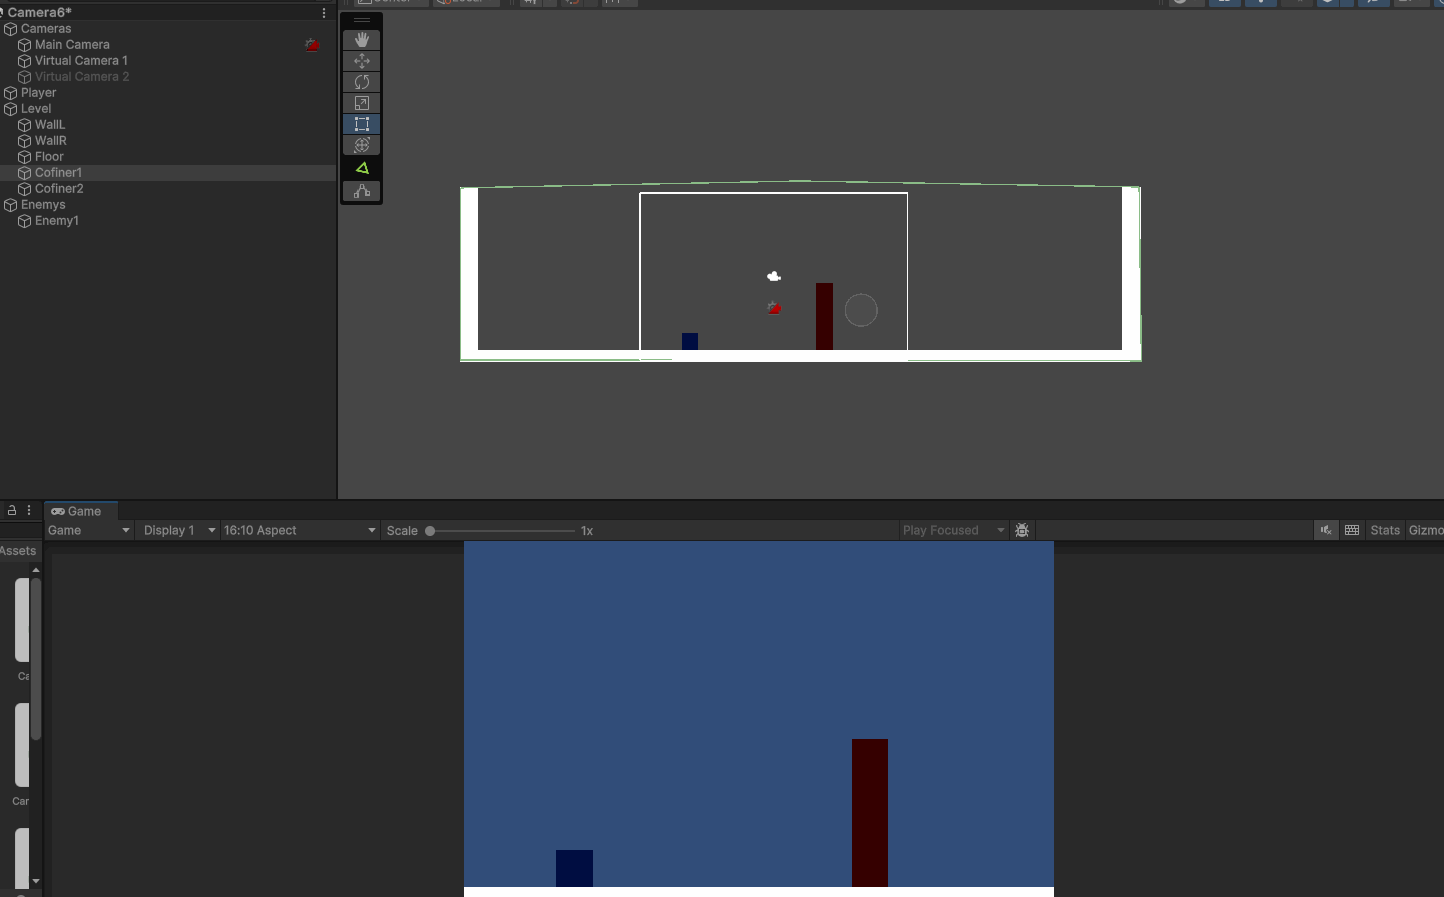 Camera6*
Cameras
Main Camera
Virtual Camera 1
Virtual Camera 2
Player
Level
WallL
WallR
Floor
Cofiner1
Cofiner2
Enemys
Enemy1
Game
Game Display 1 16:10 Aspect Scale 1x Play Focused Stats Gizmo
Assets
Ca
Car